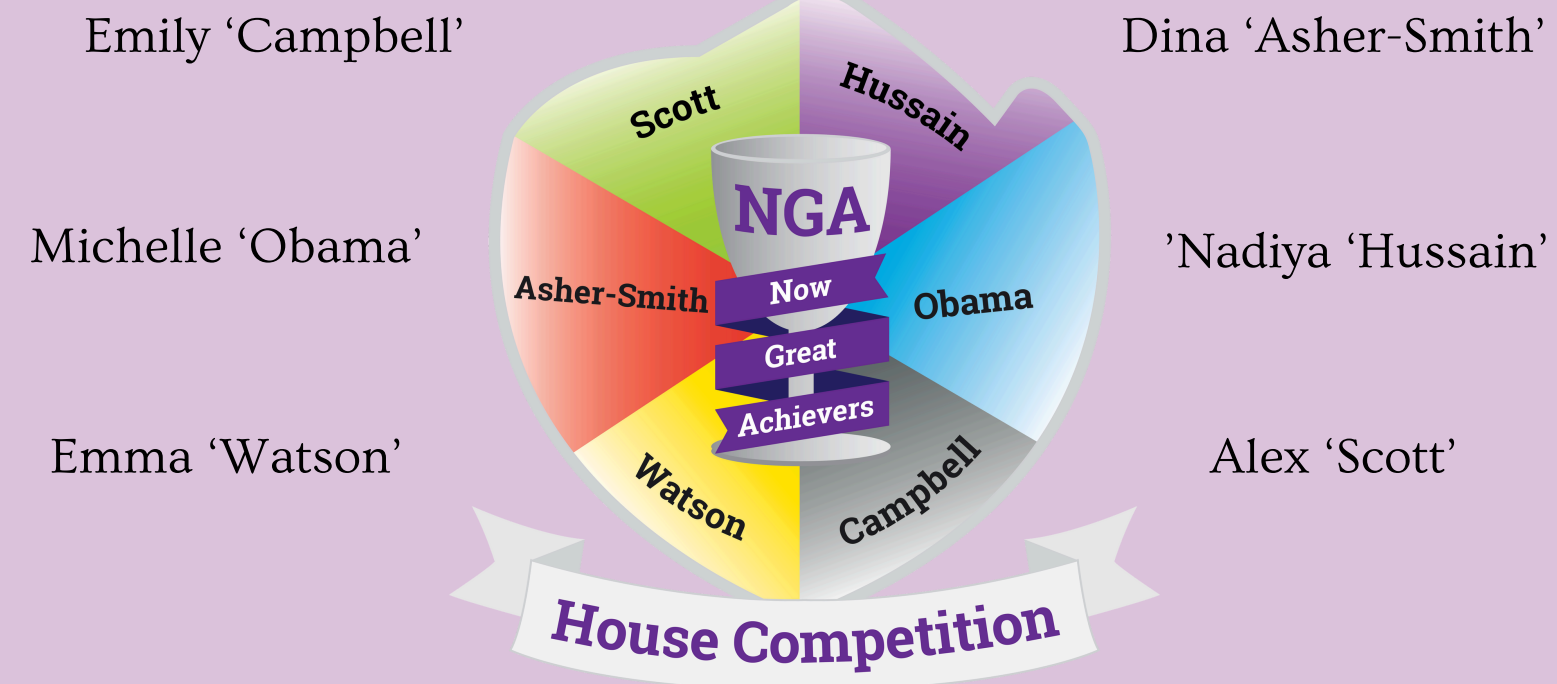 Emily ‘Campbell’
Dina ‘Asher-Smith’
Scott
Hussain
NGA
Michelle ‘Obama’
’Nadiya ‘Hussain’
Asher-Smith
Now
Obama
Great
Achievers
Emma ‘Watson’
Alex ‘Scott’
Watson
Campbell
House Competition